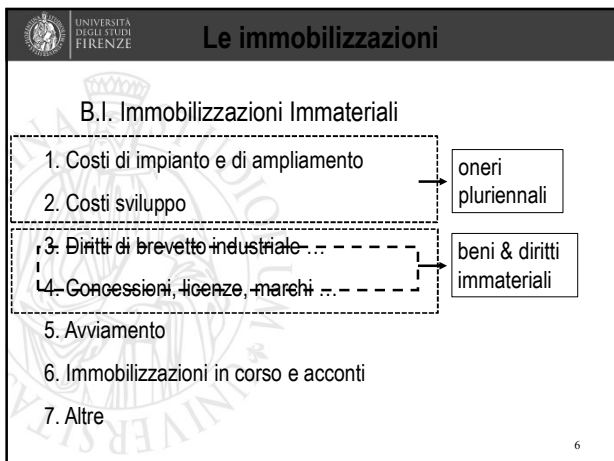 UNIVERSITÀ
DEGLI STUDI
FIRENZE
Le immobilizzazioni
B.I. Immobilizzazioni Immateriali
1. Costi di impianto e di ampliamento
2. Costi sviluppo
oneri
pluriennali
3. Diritti di brevetto industriale …
4. Concessioni, licenze, marchi …
beni & diritti
immateriali
5. Avviamento
6. Immobilizzazioni in corso e acconti
7. Altre
6